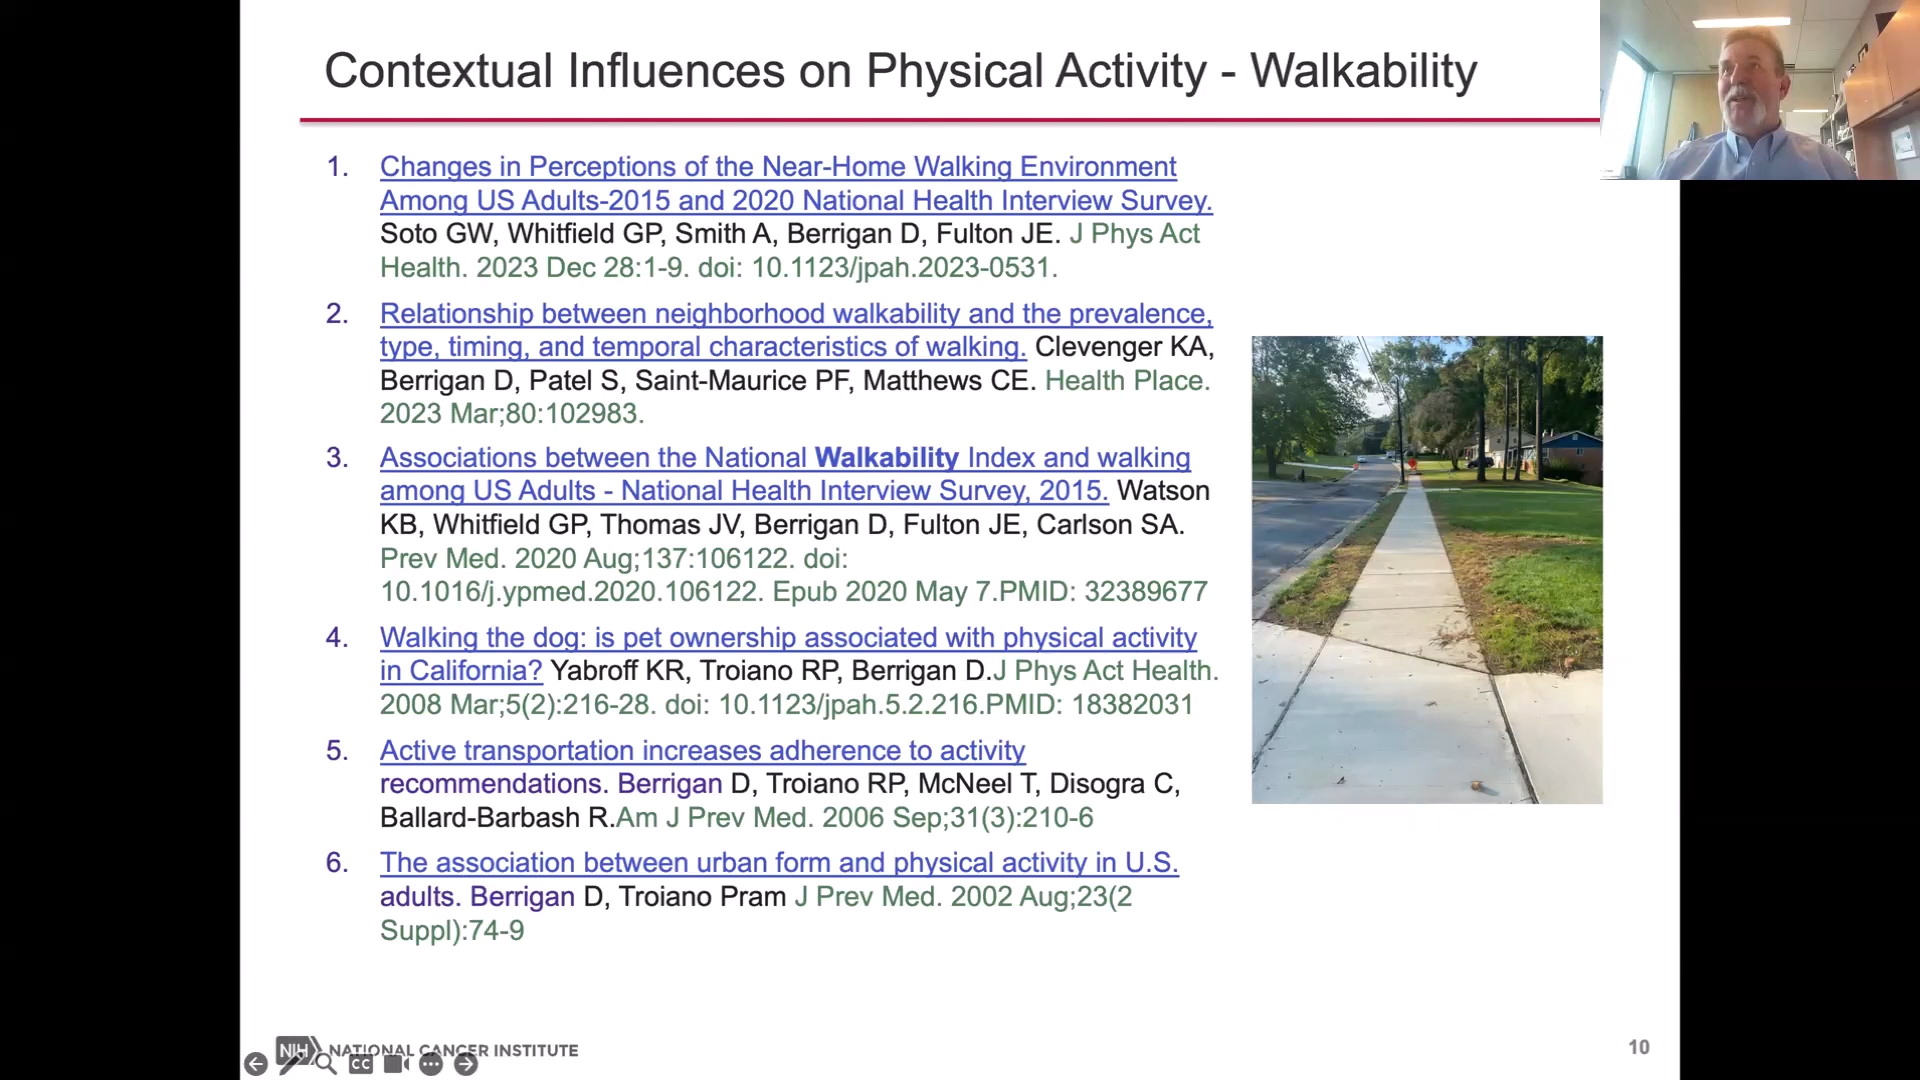 Contextual Influences on Physical Activity - Walkability
1. Changes in Perceptions of the Near-Home Walking Environment
Among US Adults-2015 and 2020 National Health Interview Survey.
Soto GW, Whitfield GP, Smith A, Berrigan D, Fulton JE. J Phys Act
Health. 2023 Dec 28:1-9. doi: 10.1123/jpah.2023-0531.
2. Relationship between neighborhood walkability and the prevalence,
type, timing, and temporal characteristics of walking. Clevenger KA,
Berrigan D, Patel S, Saint-Maurice PF, Matthews CE. Health Place.
2023 Mar;80:102983.
3. Associations between the National Walkability Index and walking
among US Adults - National Health Interview Survey, 2015. Watson
KB, Whitfield GP, Thomas JV, Berrigan D, Fulton JE, Carlson SA.
Prev Med. 2020 Aug;137:106122. doi:
10.1016/j.ypmed.2020.106122. Epub 2020 May 7.PMID: 32389677
4. Walking the dog: is pet ownership associated with physical activity
in California? Yabroff KR, Troiano RP, Berrigan D.J Phys Act Health.
2008 Mar;5(2):216-28. doi: 10.1123/jpah.5.2.216.PMID: 18382031
5. Active transportation increases adherence to activity
recommendations. Berrigan D, Troiano RP, McNeel T, Disogra C,
Ballard-Barbash R.Am J Prev Med. 2006 Sep;31(3):210-6
6. The association between urban form and physical activity in U.S.
adults. Berrigan D, Troiano Pram J Prev Med. 2002 Aug;23(2
Suppl):74-9
NIH NATIONAL CANCER INSTITUTE
CC
10